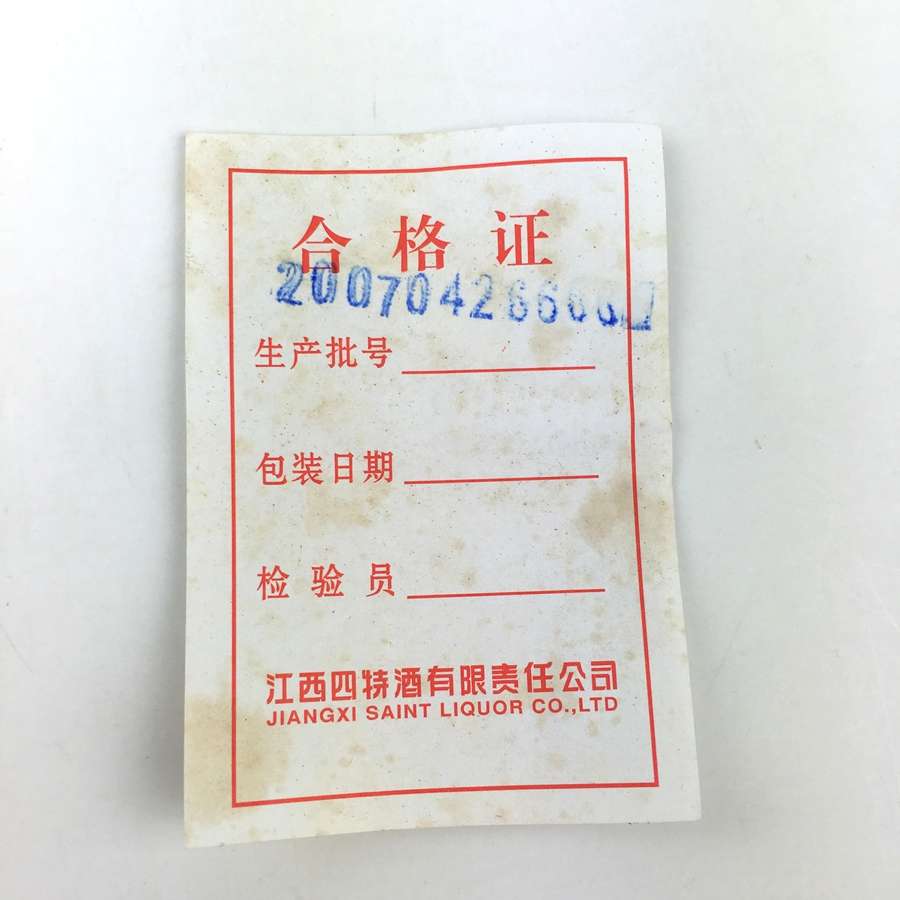 合格证
20070428
生产批号
包装日期
检验员
江西四特酒有限责任公司
JIANGXI SAINT LIQUOR CO.,LTD